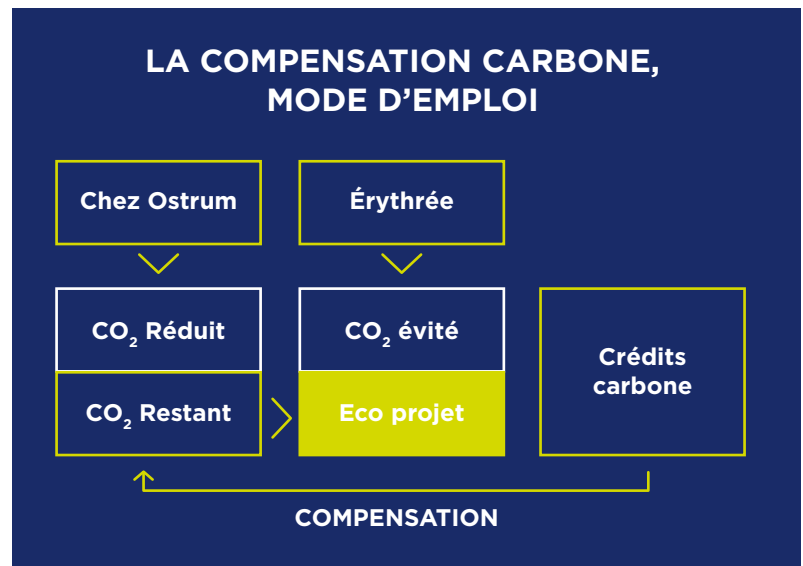 LA COMPENSATION CARBONE,
MODE D’EMPLOI
Chez Ostrum
Érythrée
CO₂ Réduit
CO₂ évité
Crédits
carbone
CO₂ Restant
Eco projet
COMPENSATION